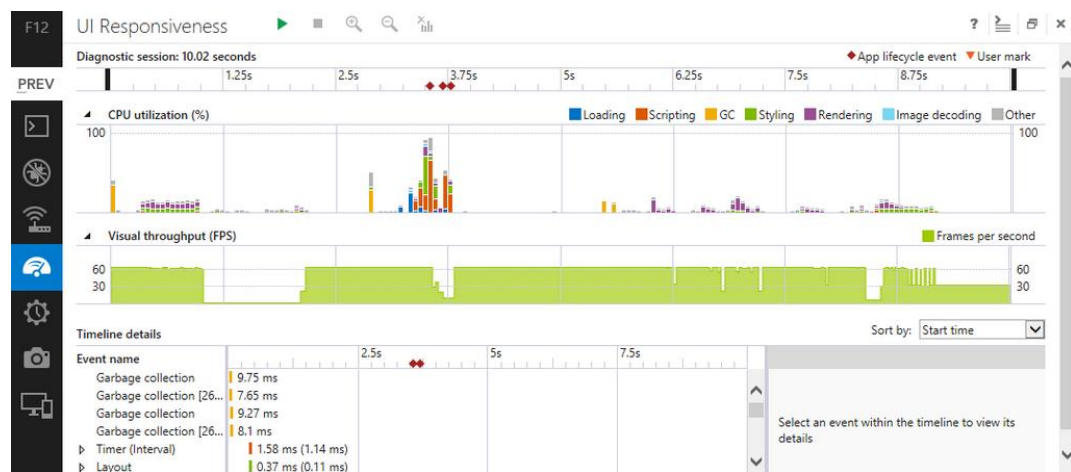 F12 UI Responsiveness ?
Diagnostic session: 10.02 seconds App lifecycle event User mark
PREV
1.25s 2.5s 3.75s 5s 6.25s 7.5s 8.75s
CPU utilization (%) Loading Scripting GC Styling Rendering Image decoding Other
100 100
Visual throughput (FPS) Frames per second
60 60
30 30
Timeline details Sort by: Start time
Event name 2.5s 5s 7.5s
Garbage collection 9.75 ms
Garbage collection [26... 7.65 ms
Garbage collection 9.27 ms
Garbage collection [26... 8.1 ms
Timer (Interval) 1.58 ms (1.14 ms)
Layout 0.37 ms (0.11 ms)
Select an event within the timeline to view its
details